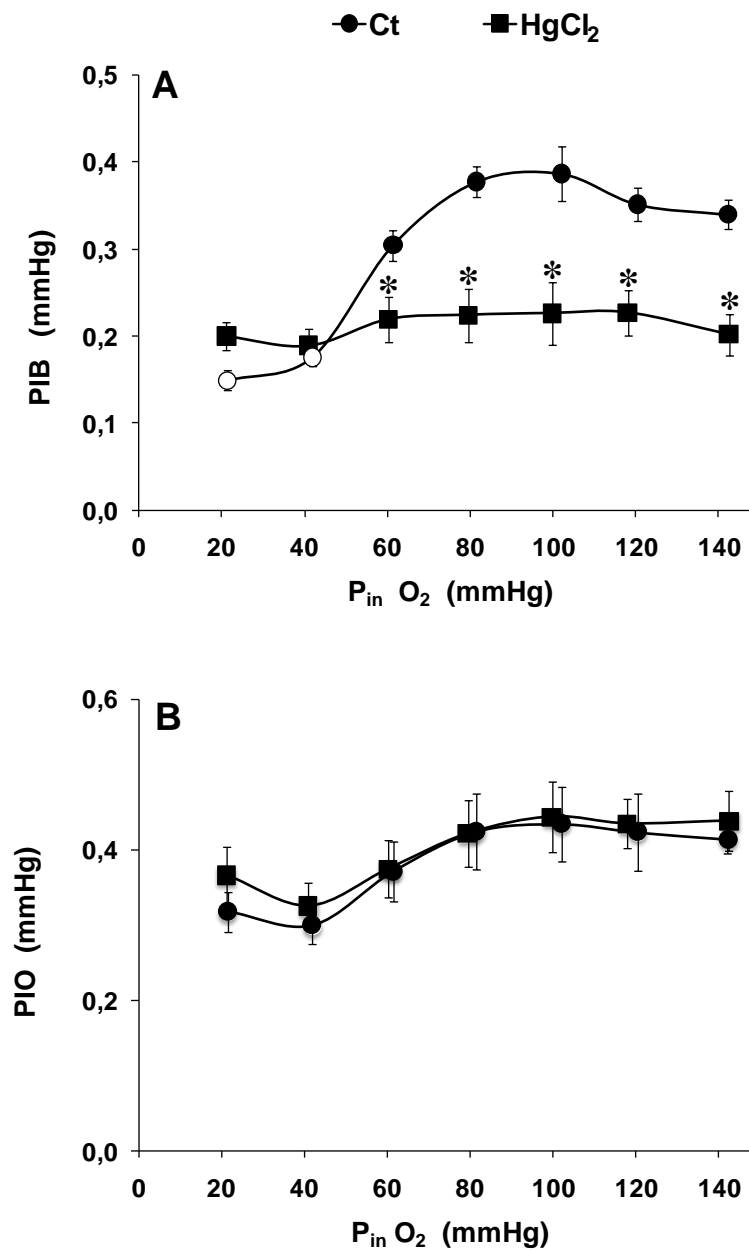 Ct HgCl₂
A
0,5
0,4
0,3
0,2
0,1
0,0
PIB (mmHg)
* * * * *
0 20 40 60 80 100 120 140
Pin O₂ (mmHg)
B
0,6
0,4
0,2
0,0
PIO (mmHg)
0 20 40 60 80 100 120 140
Pin O₂ (mmHg)